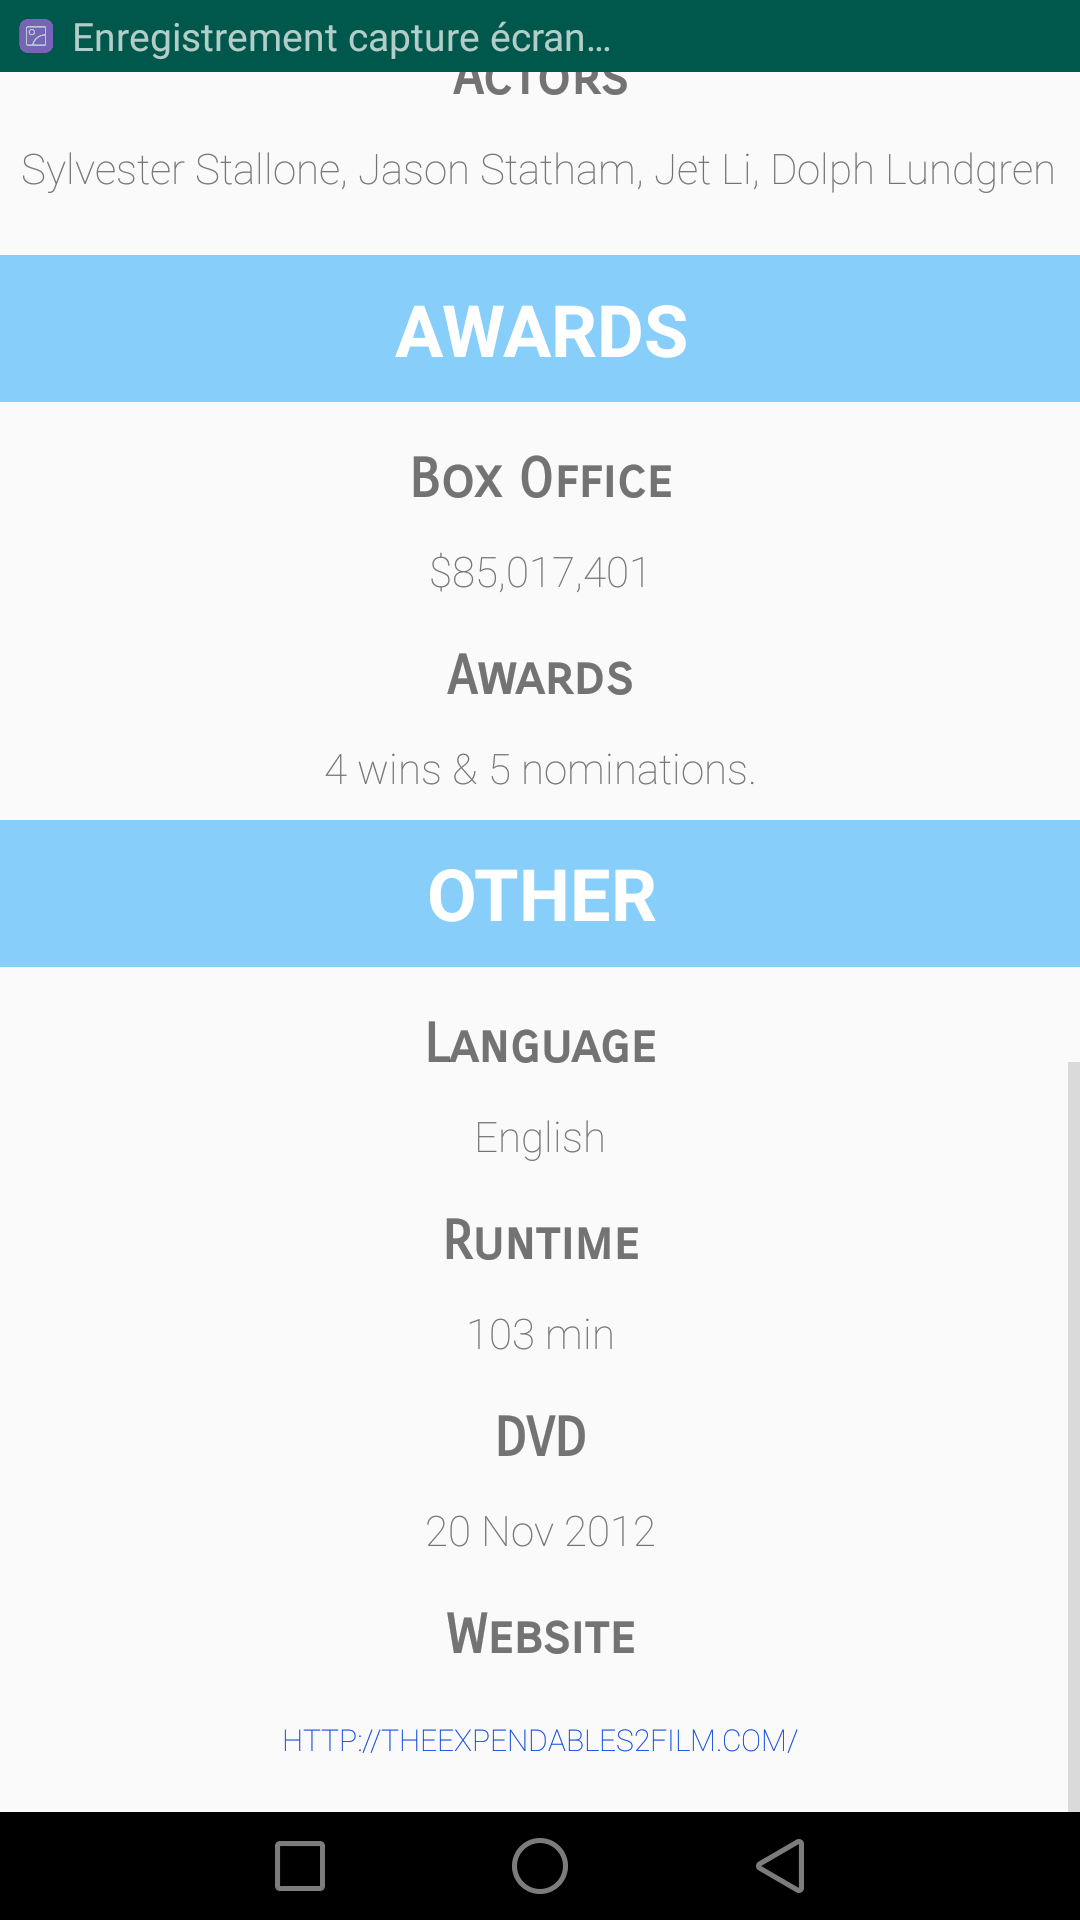 Enregistrement capture écran…
Actors
Sylvester Stallone, Jason Statham, Jet Li, Dolph Lundgren
AWARDS
Box Office
$85,017,401
Awards
4 wins & 5 nominations.
OTHER
Language
English
Runtime
103 min
DVD
20 Nov 2012
Website
HTTP://THEEXPENDABLES2FILM.COM/